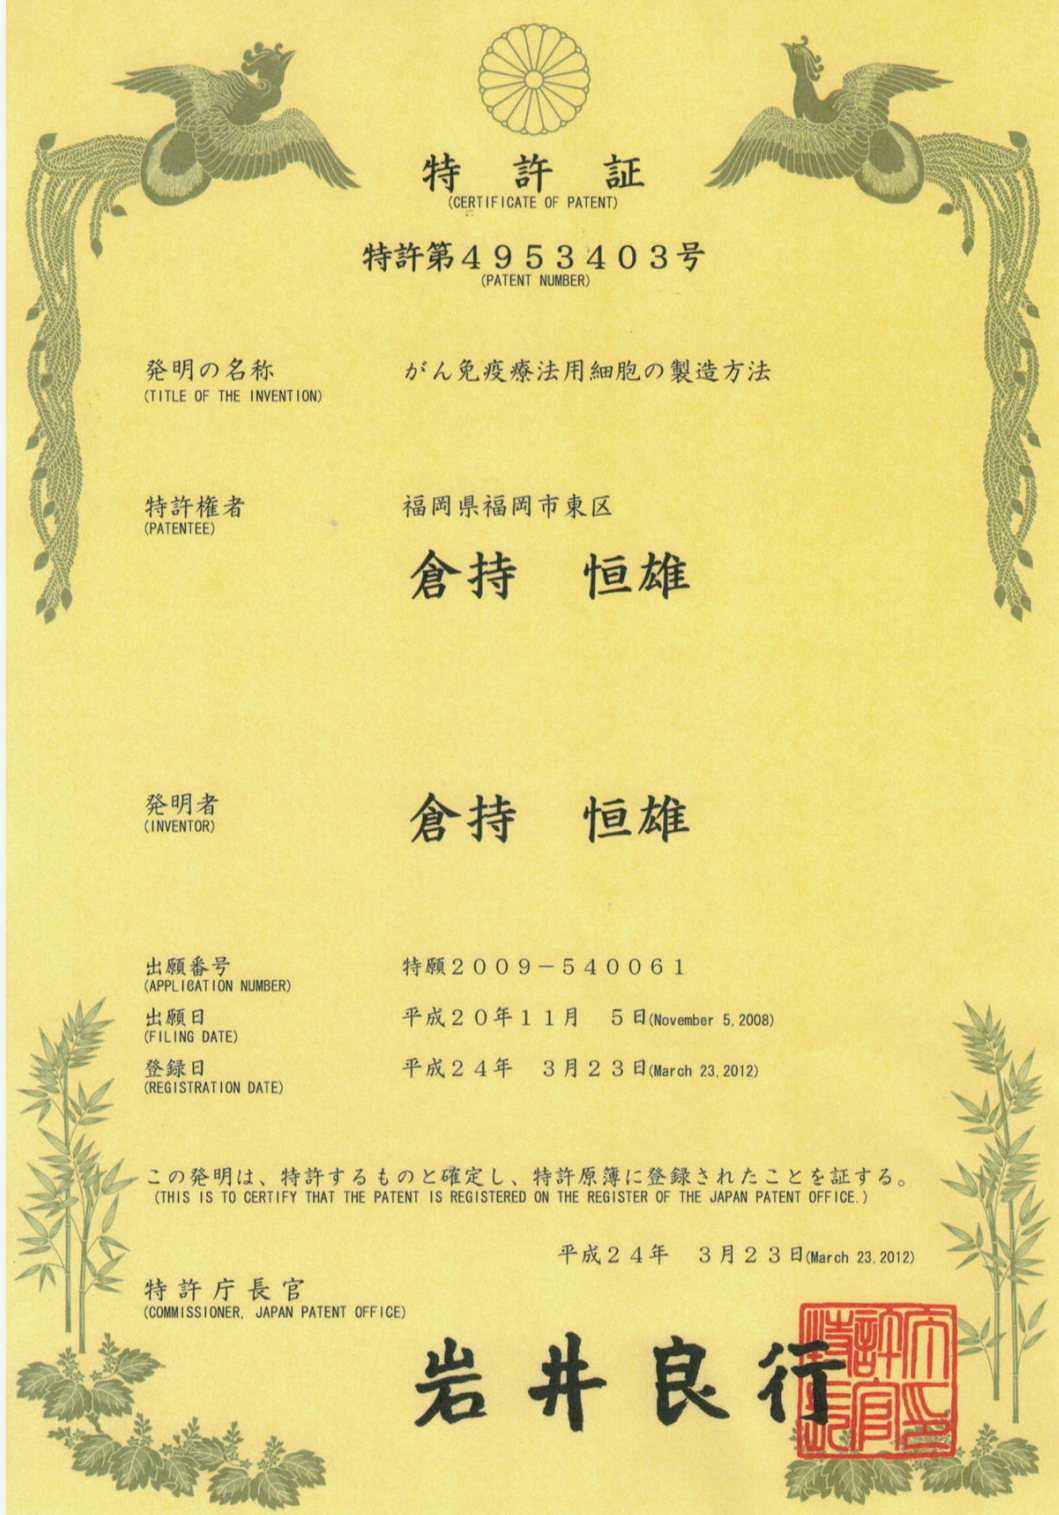 特許証
(CERTIFICATE OF PATENT)
特許第4953403号
(PATENT NUMBER)
発明の名称 がん免疫療法用細胞の製造方法
(TITLE OF THE INVENTION)
特許権者 福岡県福岡市東区
(PATENTEE)
倉持 恒雄
発明者 倉持 恒雄
(INVENTOR)
出願番号 特願2009-540061
(APPLICATION NUMBER)
出願日 平成20年11月 5日(November 5,2008)
(FILING DATE)
登録日 平成24年 3月23日(March 23,2012)
(REGISTRATION DATE)
この発明は、特許するものと確定し、特許原簿に登録されたことを証する。
(THIS IS TO CERTIFY THAT THE PATENT IS REGISTERED ON THE REGISTER OF THE JAPAN PATENT OFFICE.)
平成24年 3月23日(March 23,2012)
特許庁長官
(COMMISSIONER, JAPAN PATENT OFFICE)
岩井良行